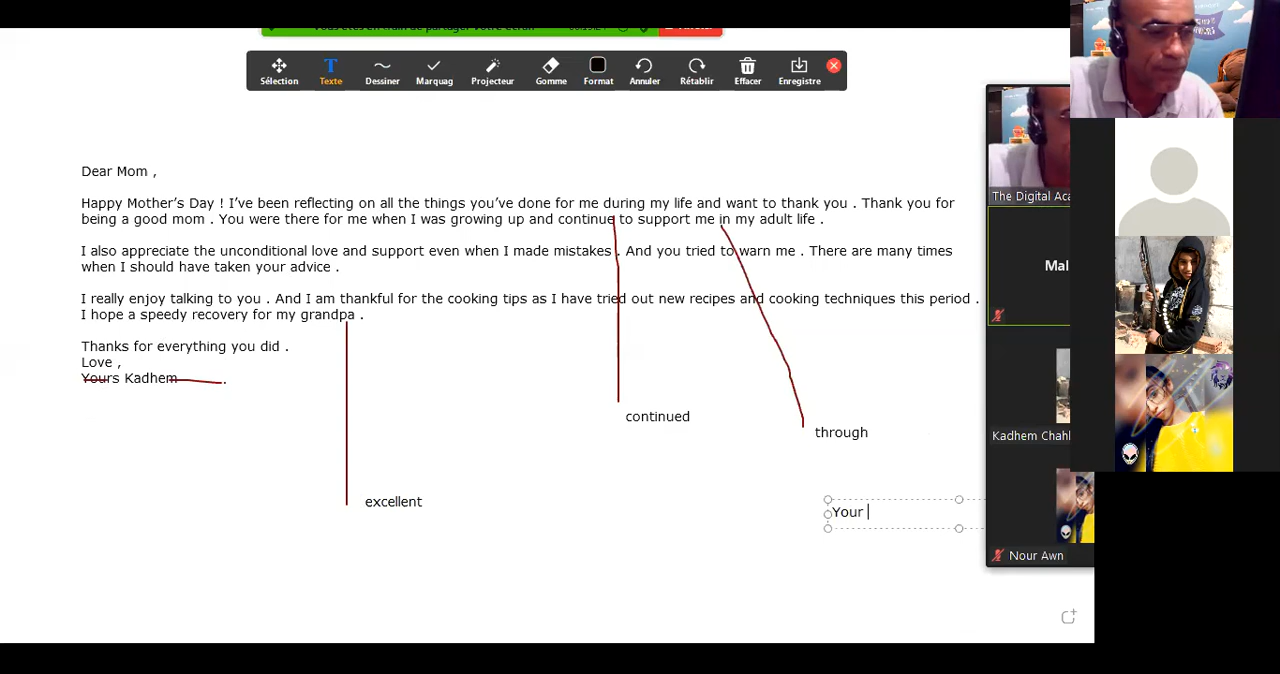 Sélection
Texte
Dessiner
Marquag
Projecteur
Gomme
Format
Annuler
Rétablir
Effacer
Enregistre
Dear Mom ,
Happy Mother's Day ! I've been reflecting on all the things you've done for me during my life and want to thank you . Thank you for
being a good mom . You were there for me when I was growing up and continue to support me in my adult life .
I also appreciate the unconditional love and support even when I made mistakes . And you tried to warn me . There are many times
when I should have taken your advice .
I really enjoy talking to you . And I am thankful for the cooking tips as I have tried out new recipes and cooking techniques this period .
I hope a speedy recovery for my grandpa .
Thanks for everything you did .
Love ,
Yours Kadhem .
continued
through
excellent
Your
The Digital Aca
Mal
Kadhem Chahl
Nour Awn